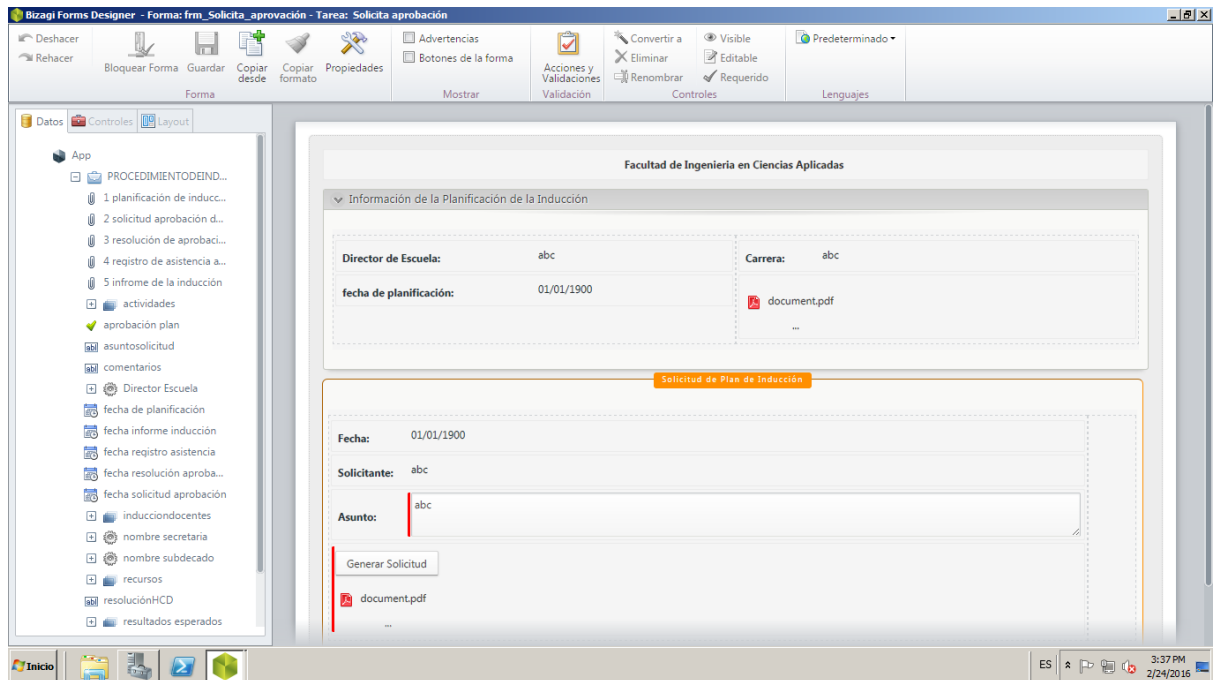 Bizagi Forms Designer - Forma: frm_Solicita_aprovación - Tarea: Solicita aprobación
Deshacer
Rehacer
Bloquear Forma
Guardar
Copiar desde
Forma
Copiar formato
Propiedades
Advertencias
Botones de la forma
Mostrar
Acciones y Validaciones
Validación
Convertir a
Eliminar
Renombrar
Visible
Editable
Requerido
Controles
Predeterminado
Lenguajes
Datos
Controles
Layout
App
PROCEDIMIENTODEIND...
1 planificación de inducc...
2 solicitud aprobación d...
3 resolución de aprobaci...
4 registro de asistencia a...
5 infrome de la inducción
actividades
aprobación plan
asuntosolicitud
comentarios
Director Escuela
fecha de planificación
fecha informe inducción
fecha registro asistencia
fecha resolución aproba...
fecha solicitud aprobación
inducciondocentes
nombre secretaria
nombre subdecado
recursos
resoluciónHCD
resultados esperados
Facultad de Ingenieria en Ciencias Aplicadas
Información de la Planificación de la Inducción
Director de Escuela: abc
Carrera: abc
fecha de planificación: 01/01/1900
document.pdf
...
Solicitud de Plan de Inducción
Fecha: 01/01/1900
Solicitante: abc
Asunto: abc
Generar Solicitud
document.pdf
...
Inicio
ES
3:37 PM
2/24/2016